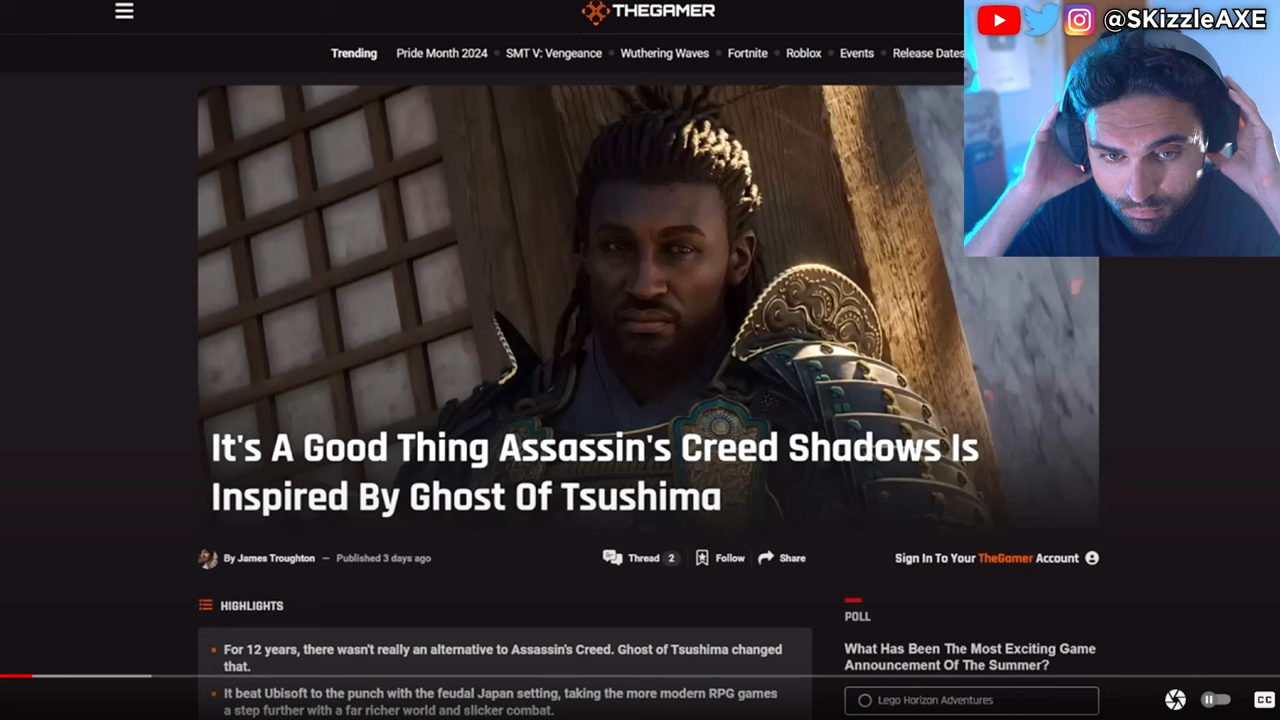 THEGAMER
@SKizzleAXE
Trending Pride Month 2024 SMT V: Vengeance Wuthering Waves Fortnite Roblox Events Release Dates
It's A Good Thing Assassin's Creed Shadows Is
Inspired By Ghost Of Tsushima
By James Troughton — Published 3 days ago Thread 2 Follow Share Sign In To Your TheGamer Account
HIGHLIGHTS
For 12 years, there wasn't really an alternative to Assassin's Creed. Ghost of Tsushima changed
that.
It beat Ubisoft to the punch with the feudal Japan setting, taking the more modern RPG games
a step further with a far richer world and slicker combat.
POLL
What Has Been The Most Exciting Game
Announcement Of The Summer?
Lego Horizon Adventures
CC